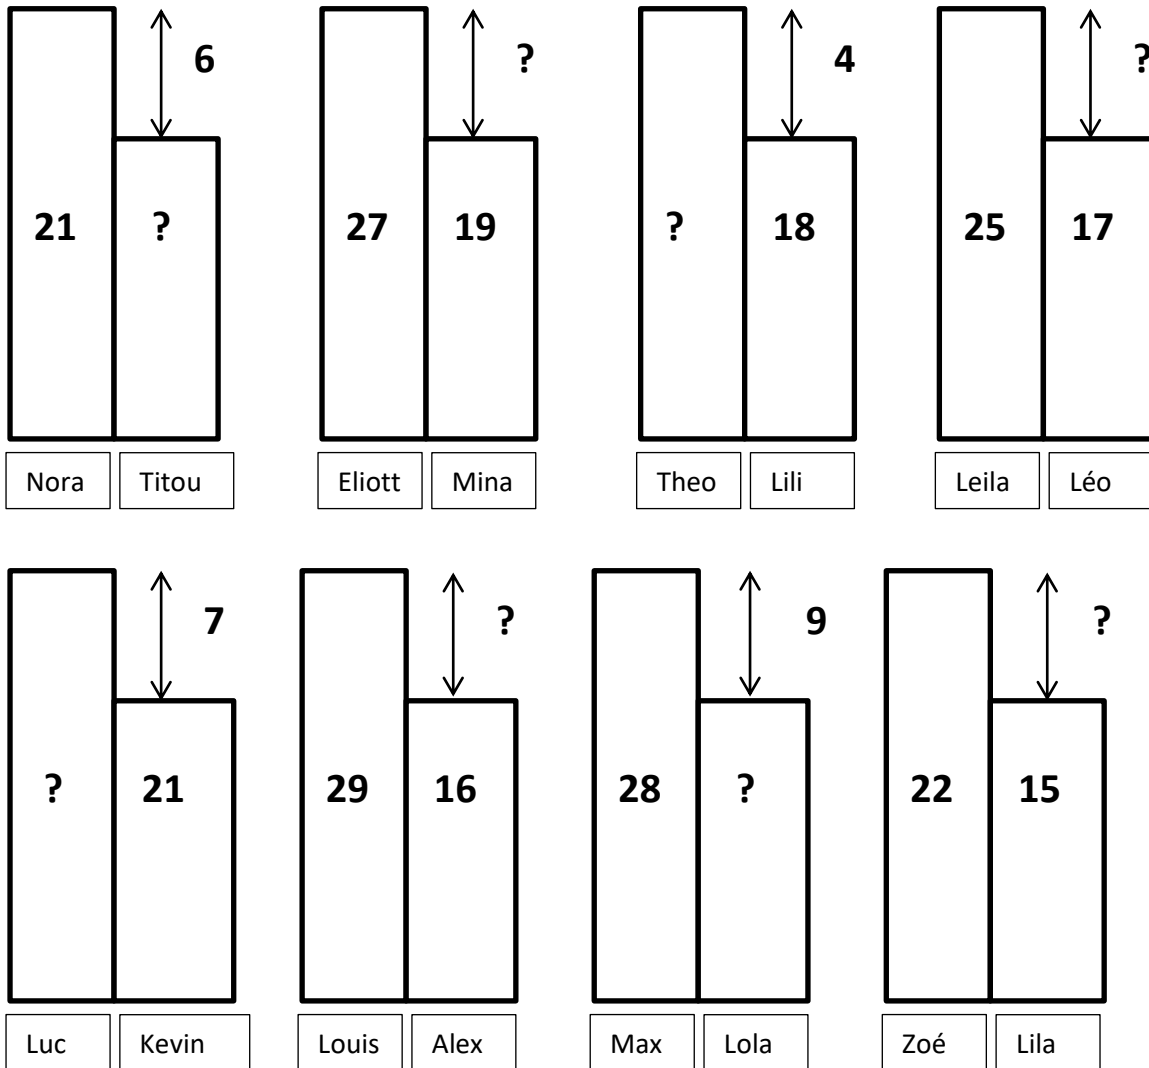 6 ? 4 ?
21 ? 27 19 ? 18 25 17
Nora Titou Eliott Mina Theo Lili Leila Léo
7 ? 9 ?
? 21 29 16 28 ? 22 15
Luc Kevin Louis Alex Max Lola Zoé Lila